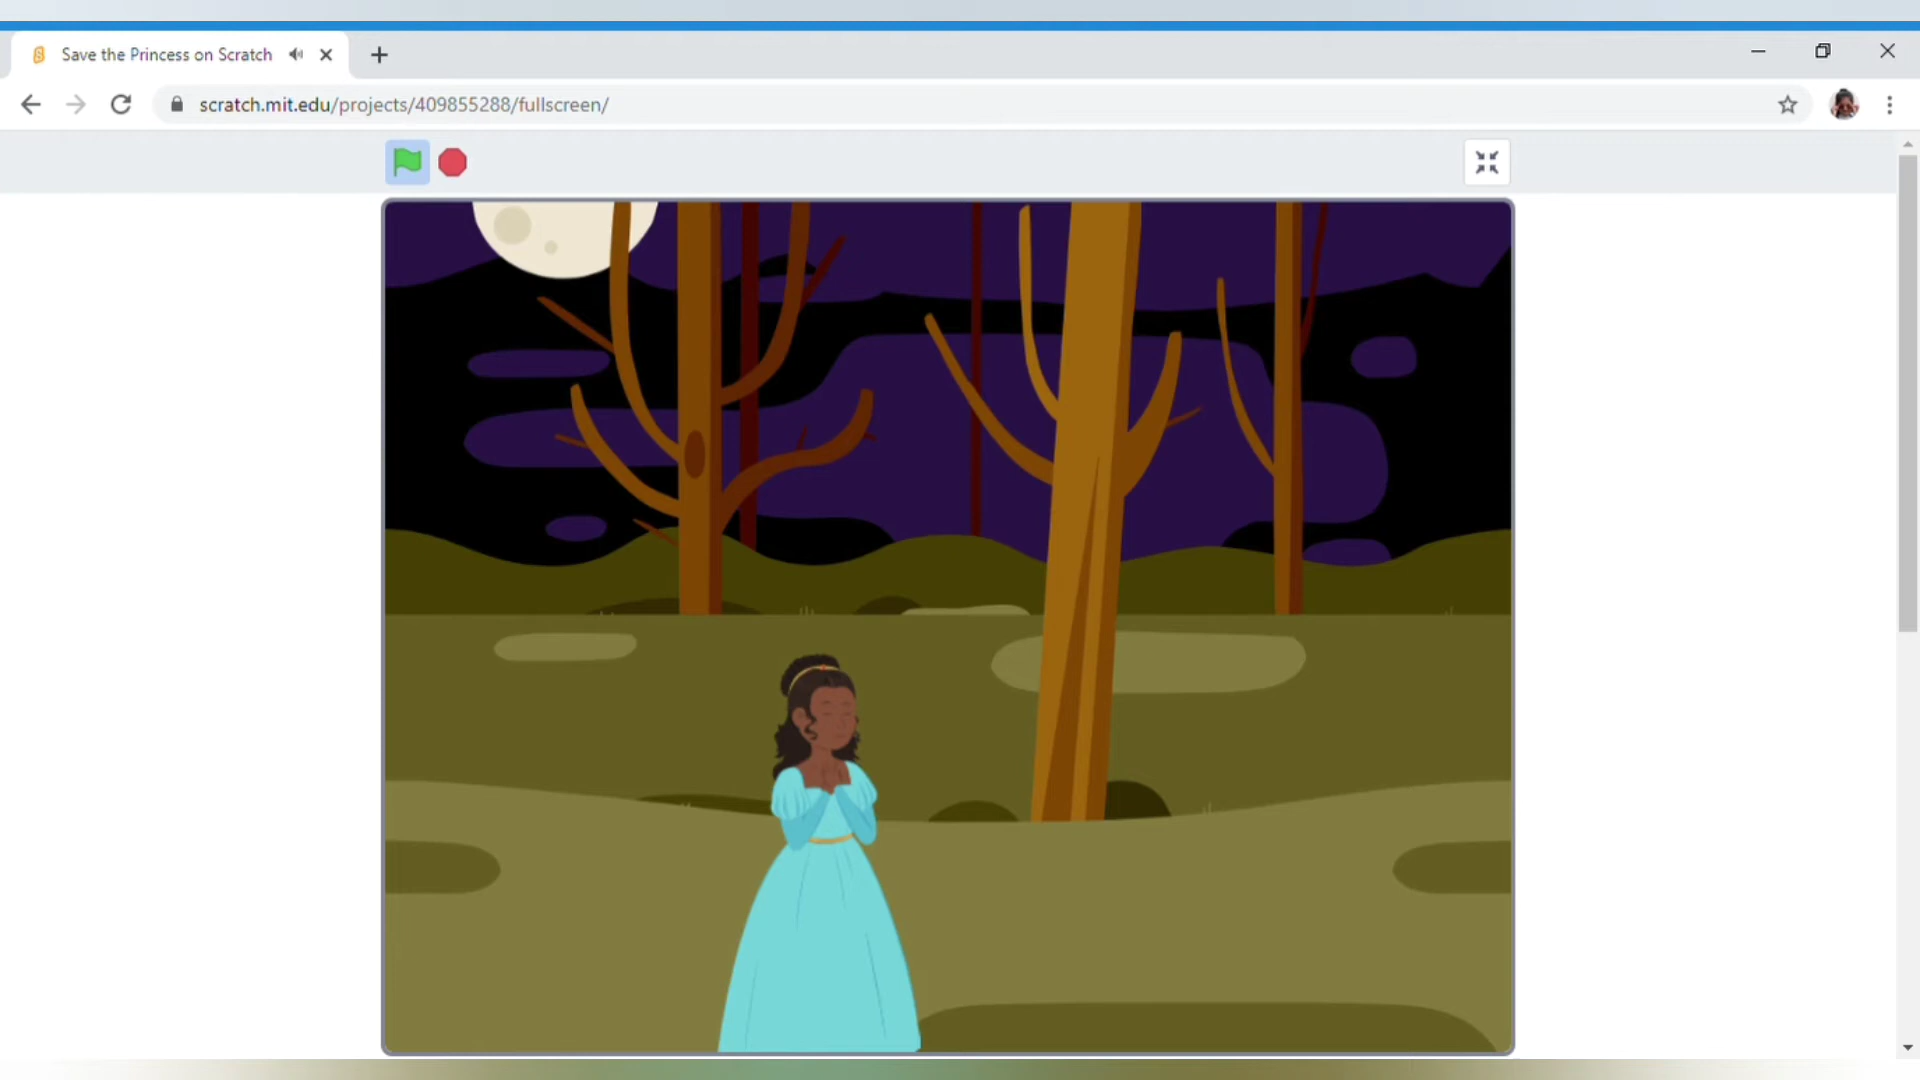 Save the Princess on Scratch
scratch.mit.edu/projects/409855288/fullscreen/